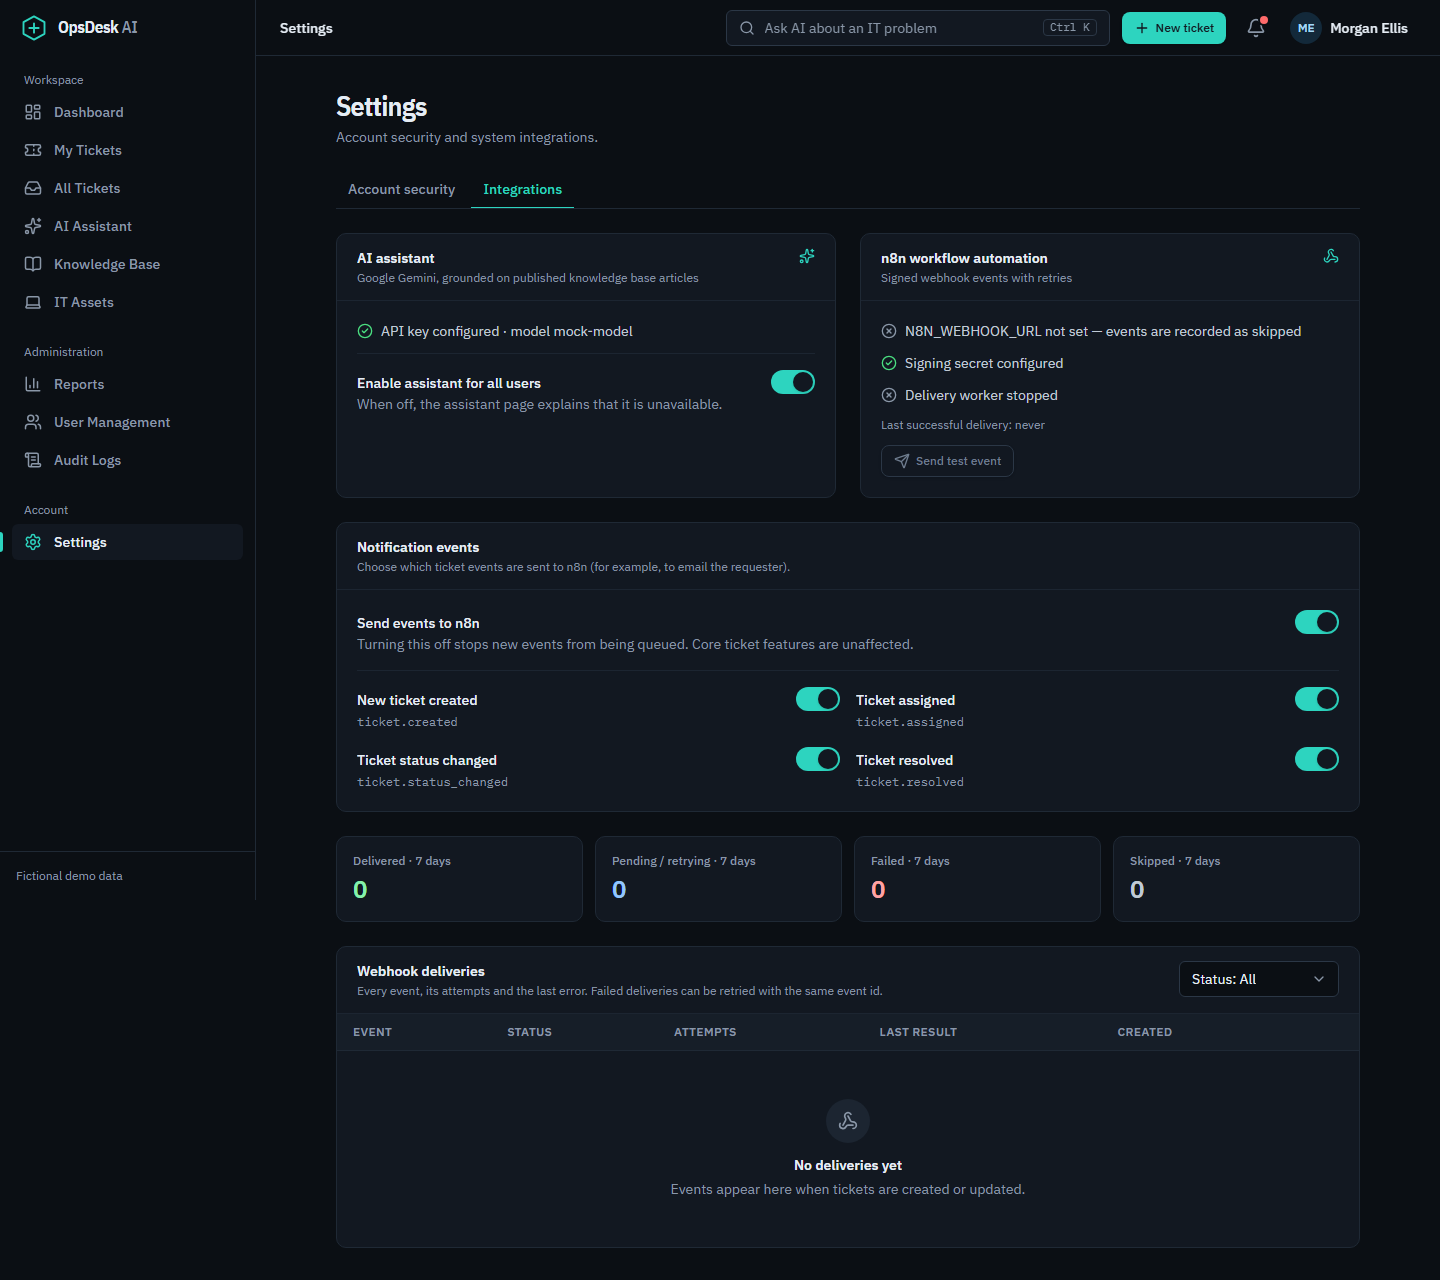 OpsDesk AI
Settings
Ask AI about an IT problem
Ctrl K
New ticket
ME
Morgan Ellis
Workspace
Dashboard
My Tickets
All Tickets
AI Assistant
Knowledge Base
IT Assets
Administration
Reports
User Management
Audit Logs
Account
Settings
Fictional demo data
Settings
Account security and system integrations.
Account security
Integrations
AI assistant
Google Gemini, grounded on published knowledge base articles
API key configured · model mock-model
Enable assistant for all users
When off, the assistant page explains that it is unavailable.
n8n workflow automation
Signed webhook events with retries
N8N_WEBHOOK_URL not set — events are recorded as skipped
Signing secret configured
Delivery worker stopped
Last successful delivery: never
Send test event
Notification events
Choose which ticket events are sent to n8n (for example, to email the requester).
Send events to n8n
Turning this off stops new events from being queued. Core ticket features are unaffected.
New ticket created
ticket.created
Ticket assigned
ticket.assigned
Ticket status changed
ticket.status_changed
Ticket resolved
ticket.resolved
Delivered · 7 days
0
Pending / retrying · 7 days
0
Failed · 7 days
0
Skipped · 7 days
0
Webhook deliveries
Every event, its attempts and the last error. Failed deliveries can be retried with the same event id.
Status: All
EVENT
STATUS
ATTEMPTS
LAST RESULT
CREATED
No deliveries yet
Events appear here when tickets are created or updated.